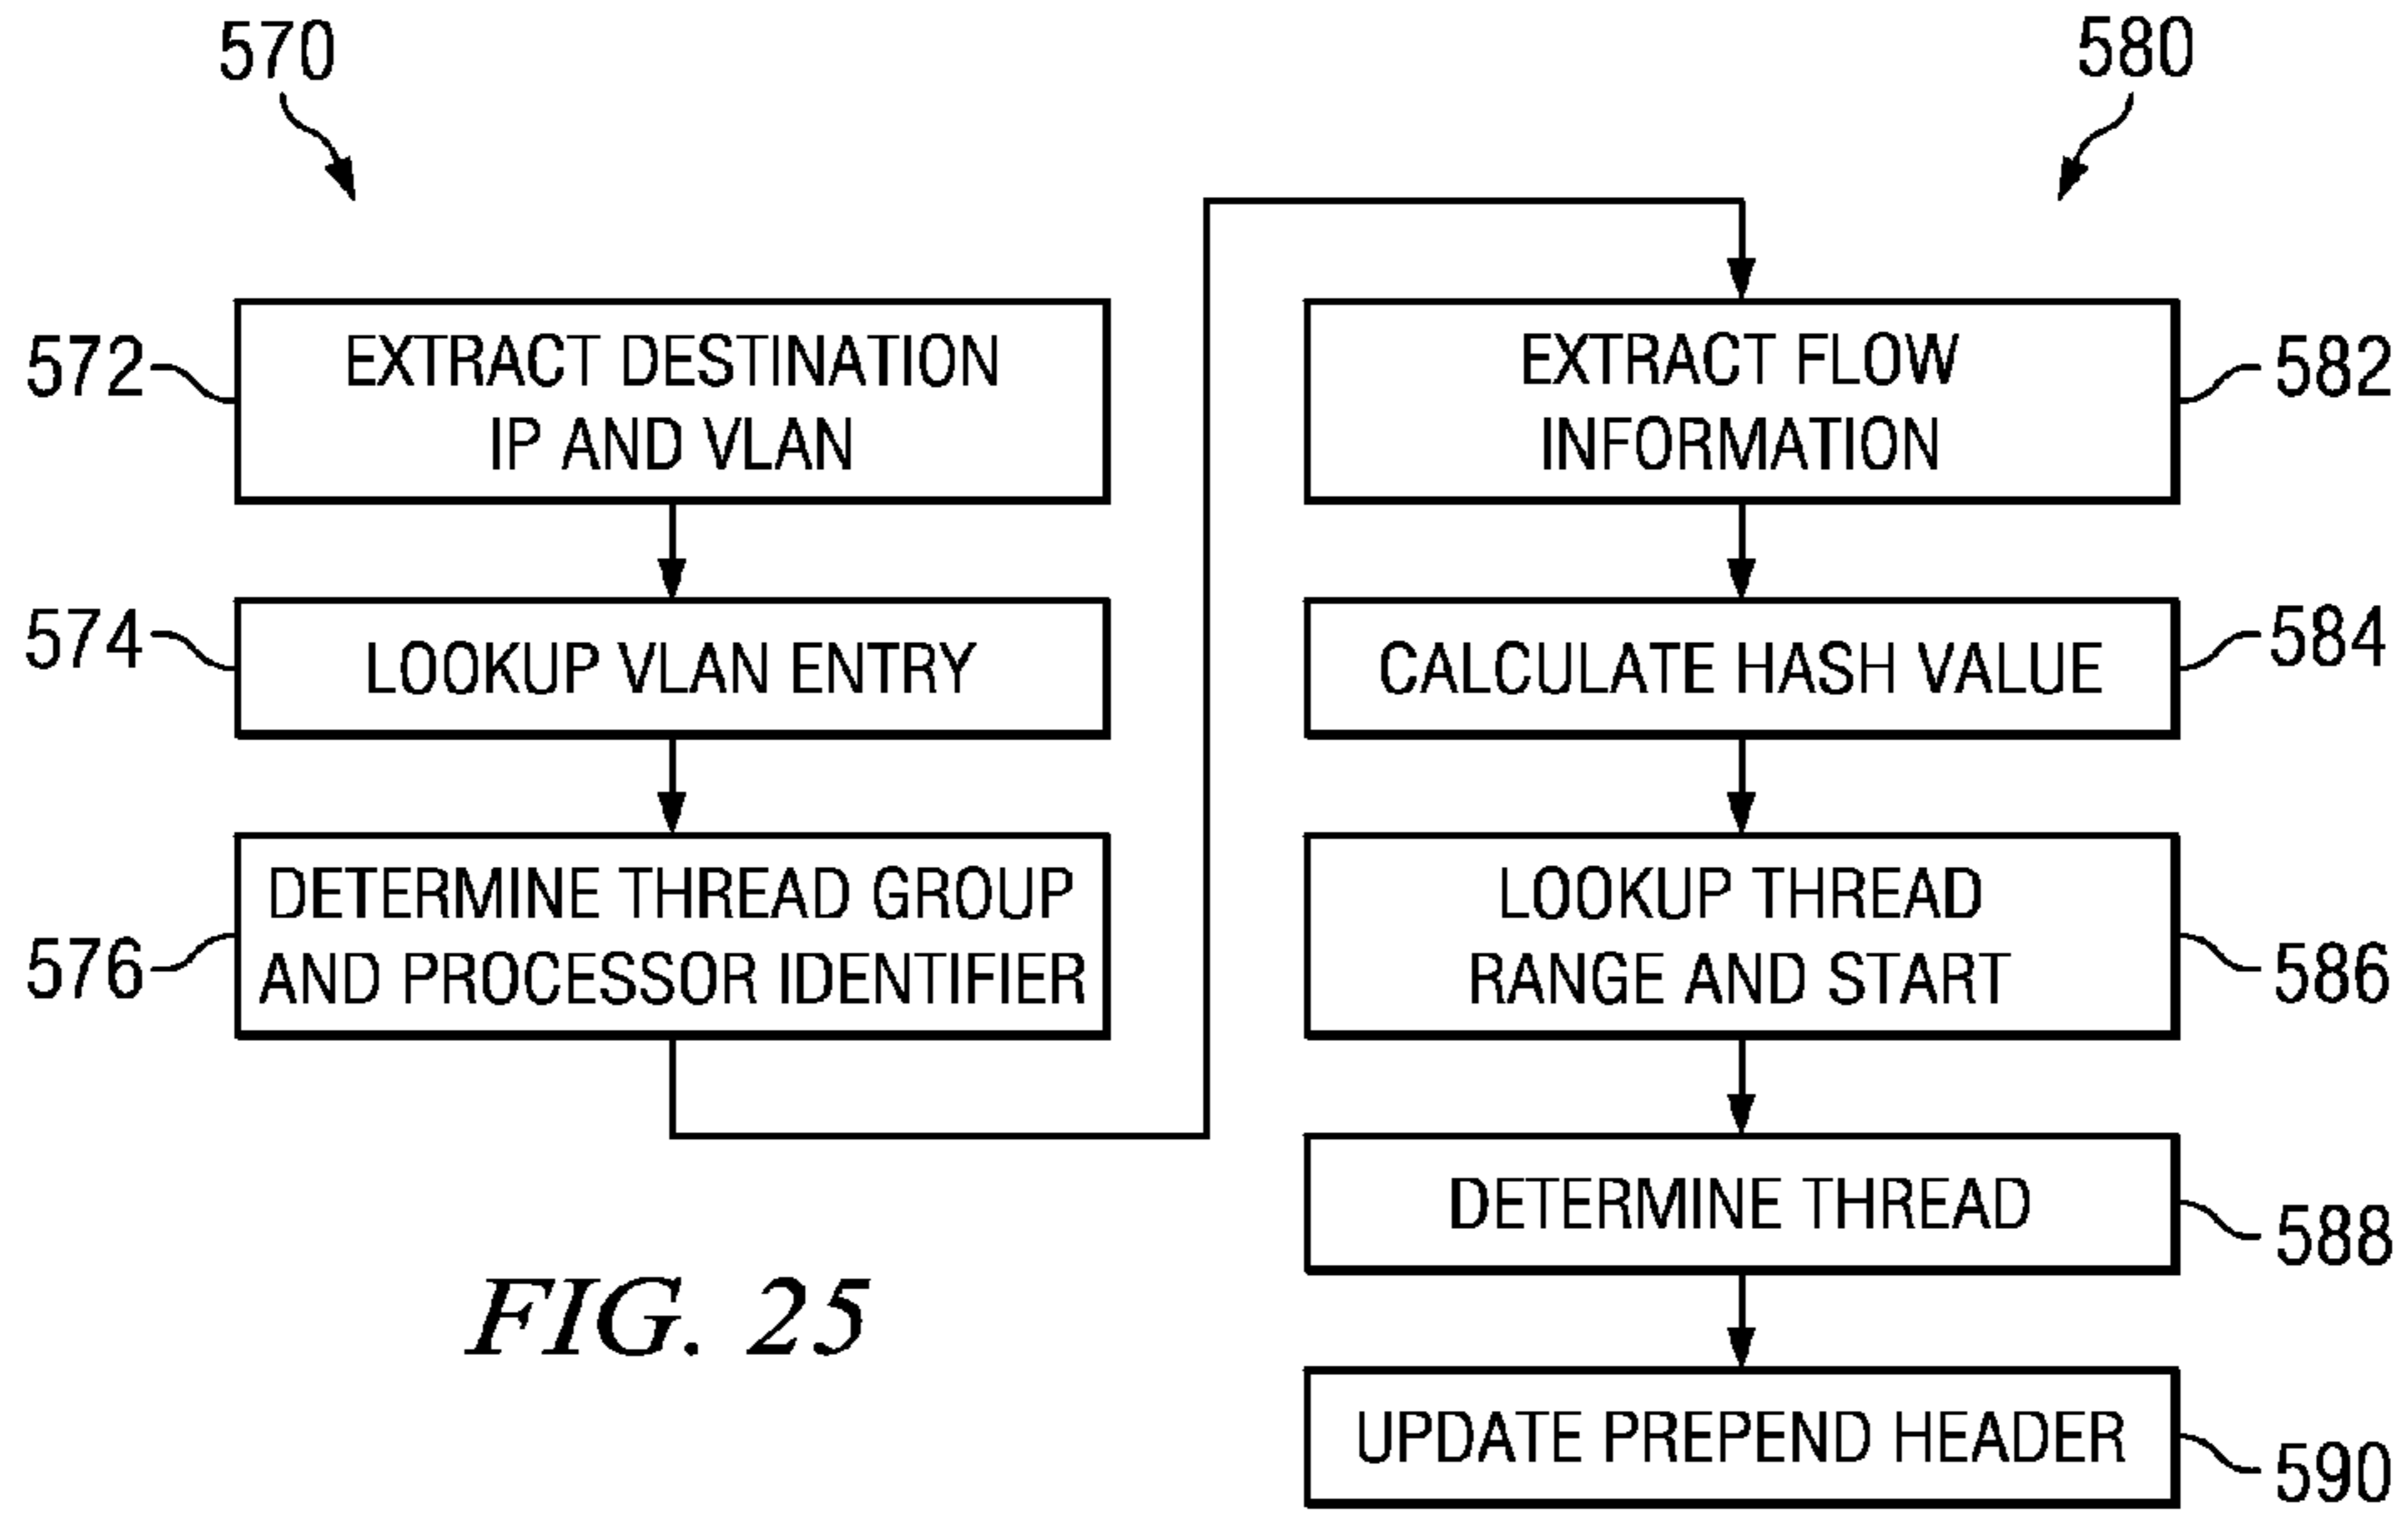 570
572
EXTRACT DESTINATION
IP AND VLAN
574
LOOKUP VLAN ENTRY
576
DETERMINE THREAD GROUP
AND PROCESSOR IDENTIFIER
580
582
EXTRACT FLOW
INFORMATION
584
CALCULATE HASH VALUE
586
LOOKUP THREAD
RANGE AND START
588
DETERMINE THREAD
590
UPDATE PREPEND HEADER
FIG. 25